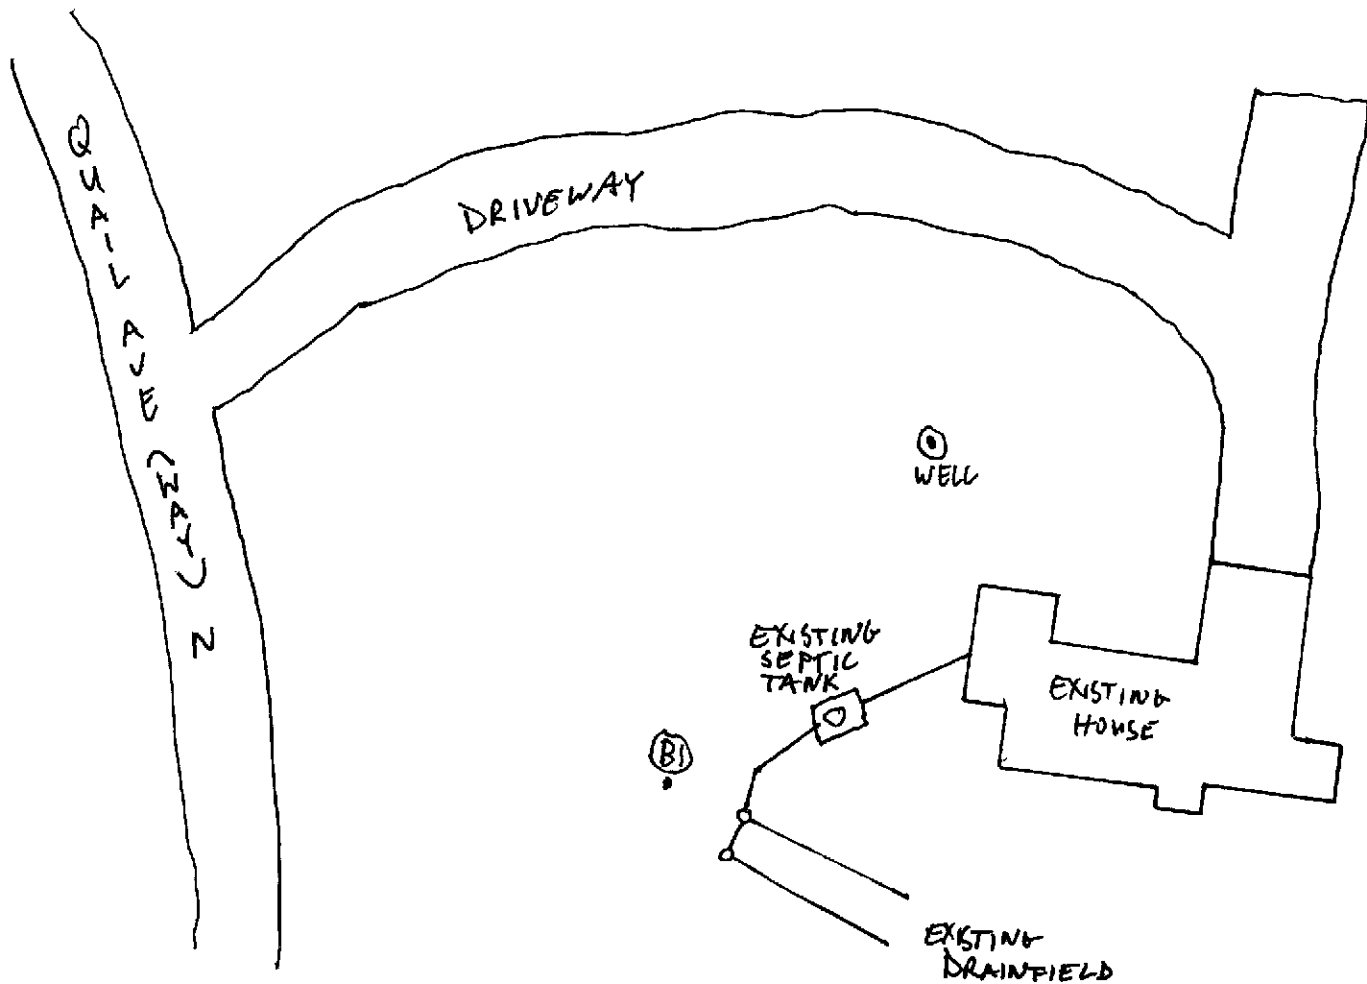 QUAIL AVE (WAY) N
DRIVEWAY
WELL
EXISTING
SEPTIC
TANK
EXISTING
HOUSE
B1
EXISTING
DRAINFIELD